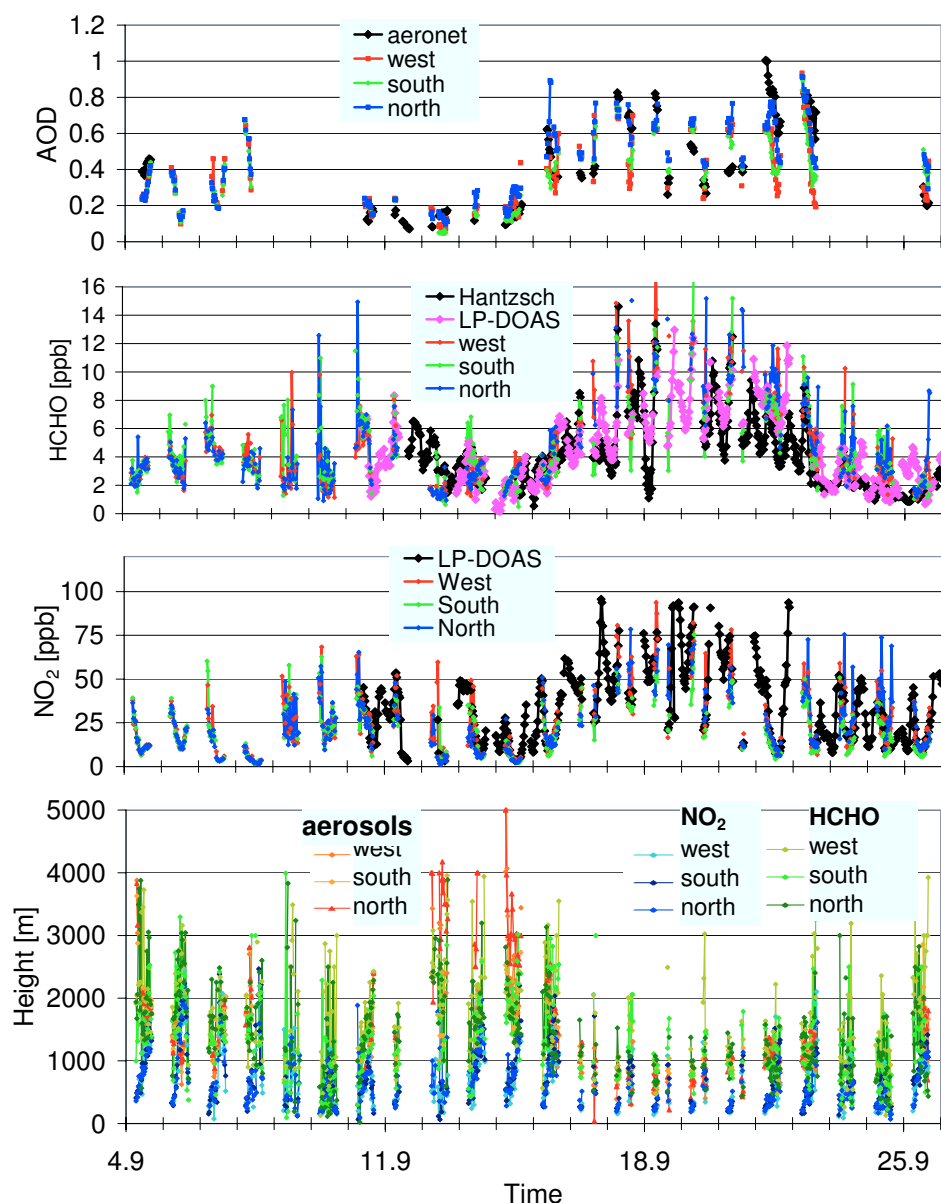 1.2
1
0.8
0.6
0.4
0.2
0
AOD
aeronet
west
south
north
16
14
12
10
8
6
4
2
0
HCHO [ppb]
Hantzsch
LP-DOAS
west
south
north
100
75
50
25
0
NO₂ [ppb]
LP-DOAS
West
South
North
5000
4000
3000
2000
1000
0
Height [m]
aerosols
west
south
north
NO₂
west
south
north
HCHO
west
south
north
4.9 11.9 18.9 25.9
Time